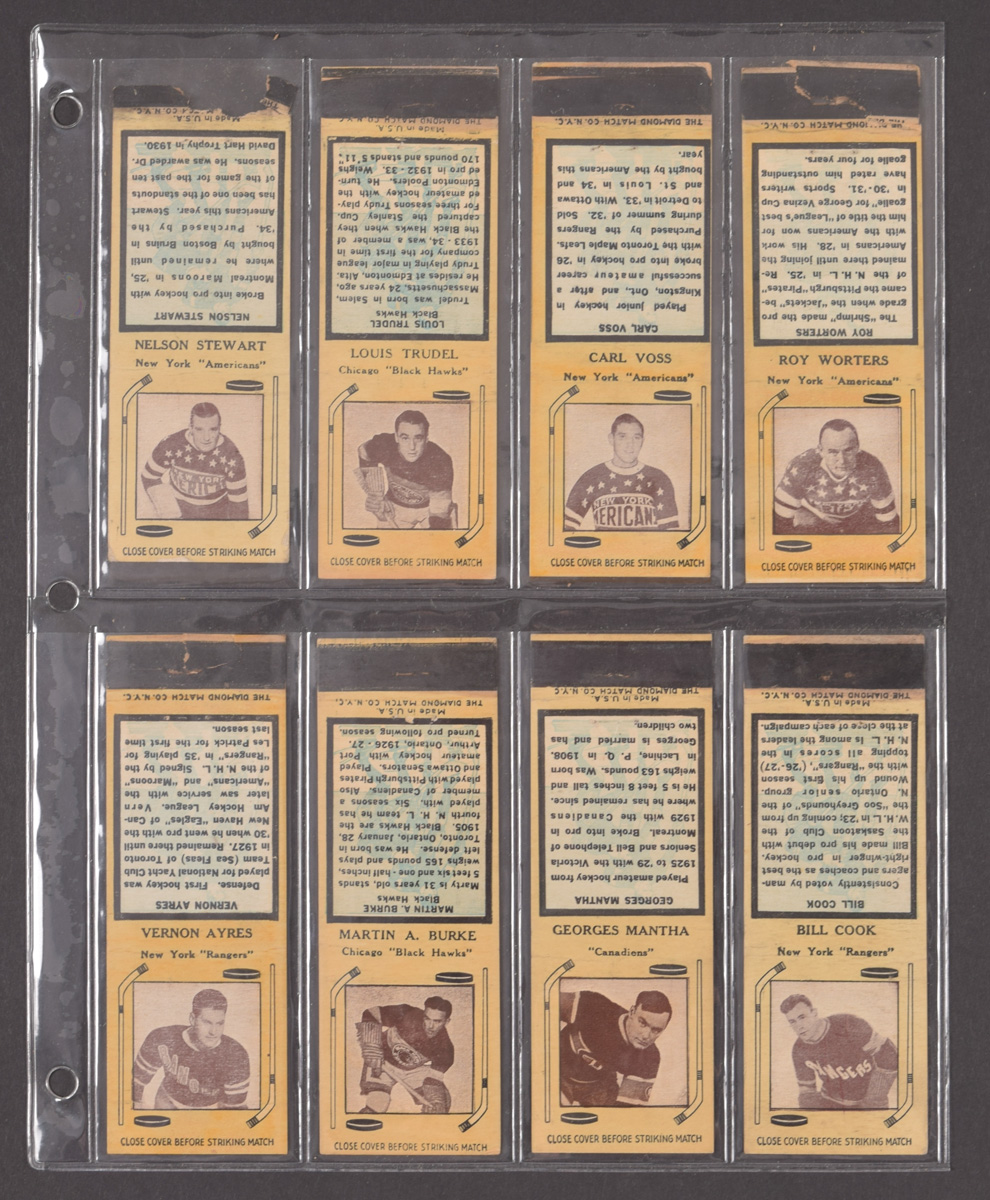 Made in U.S.A.
David Hart Trophy in 1930.
seasons. He was awarded Dr.
of the game for the past ten
has been one of the standouts
Americans this year. Stewart
'34. Purchased by the
bought by Boston Bruins in
where he remained until
Montreal Maroons in '25,
Broke into pro hockey with
NELSON STEWART
NELSON STEWART
New York "Americans"
NEW YORK
CLOSE COVER BEFORE STRIKING MATCH
THE DIAMOND MATCH CO. N.Y.C.
Made in U.S.A.
170 pounds and stands 5'11".
ed pro in 1932-33. Weighs
Edmonton Poolers. He turn-
ed amateur hockey with the
For three seasons Trudy play-
captured the Stanley Cup.
the Black Hawks when they
1933-34, was a member of
company for the first time in
Trudy playing in major league
He resides at Edmonton, Alta.
Massachusetts, 24 years ago,
Trudel was born in Salem,
Black Hawks
LOUIS TRUDEL
LOUIS TRUDEL
Chicago "Black Hawks"
CLOSE COVER BEFORE STRIKING MATCH
THE DIAMOND MATCH CO. N.Y.C.
year.
bought by the Americans this
and St. Louis in '34 and
to Detroit in '33. With Ottawa
during summer of '32. Sold
Purchased by the Rangers
with the Toronto Maple Leafs.
broke into pro hockey in '26
successful amateur career
Kingston, Ont., and after a
Played junior hockey in
CARL VOSS
CARL VOSS
New York "Americans"
NEW YORK
ERICAN
CLOSE COVER BEFORE STRIKING MATCH
MATCH CO. N.Y.C.
goalie for four years.
have rated him outstanding
in '30-'31. Sports writers
goalie" for George Vezina Cup
him the title of "League's best
with the Americans won for
Americans in '28. His work
mained there until joining the
of the N.H.L. in '25. Re-
came the Pittsburgh "Pirates"
grade when the "Jackets" be-
The "Shrimp" made the pro
ROY WORTERS
ROY WORTERS
New York "Americans"
CLOSE COVER BEFORE STRIKING MATCH
THE DIAMOND MATCH CO. N.Y.C.
last season.
Les Patrick for the first time
"Rangers" in '35 playing for
of the N.H.L. Signed by the
"Americans" and "Maroons"
later saw service with the
Am Hockey League. Vern
New Haven "Eagles" of Can-
'30 when he went pro with the
in 1927. Remained there until
Team (Sea Fleas) of Toronto
played for National Yacht Club
Defense. First hockey was
VERNON AYRES
VERNON AYRES
New York "Rangers"
CLOSE COVER BEFORE STRIKING MATCH
THE DIAMOND MATCH CO. N.Y.C.
Made in U.S.A.
Turned pro following season.
Arthur, Ontario, 1926-27.
amateur hockey with Port
and Ottawa Senators. Played
played with Pittsburgh Pirates
member of Canadiens. Also
played with. Six seasons a
fourth N.H.L. team he has
1905. Black Hawks are the
Toronto, Ontario, January 28,
left defense. He was born in
weighs 165 pounds and plays
5 feet six and one-half inches,
Marty is 31 years old, stands
Black Hawks
MARTIN A. BURKE
MARTIN A. BURKE
Chicago "Black Hawks"
CLOSE COVER BEFORE STRIKING MATCH
THE DIAMOND MATCH CO. N.Y.C.
Made in U.S.A.
two children.
Georges is married and has
in Lachine, P.Q. in 1908.
weighs 163 pounds. Was born
He is 5 feet 8 inches tall and
where he has remained since.
1929 with the Canadiens
Montreal. Broke into pro in
Seniors and Bell Telephone of
1925 to '29 with the Victoria
Played amateur hockey from
GEORGES MANTHA
GEORGES MANTHA
"Canadiens"
CLOSE COVER BEFORE STRIKING MATCH
THE DIAMOND MATCH CO. N.Y.C.
Made in U.S.A.
at the close of each campaign.
N.H.L. is among the leaders
topping all scores in the
with the "Rangers", ('26-'27)
Wound up his first season
N. Ontario senior group.
the "Soo Greyhounds" of the
W.H.L. in '23; coming up from
the Saskatoon Club of the
Bill made his pro debut with
right-winger in pro hockey.
agers and coaches as the best
Consistently voted by man-
BILL COOK
BILL COOK
New York "Rangers"
NGERS
CLOSE COVER BEFORE STRIKING MATCH